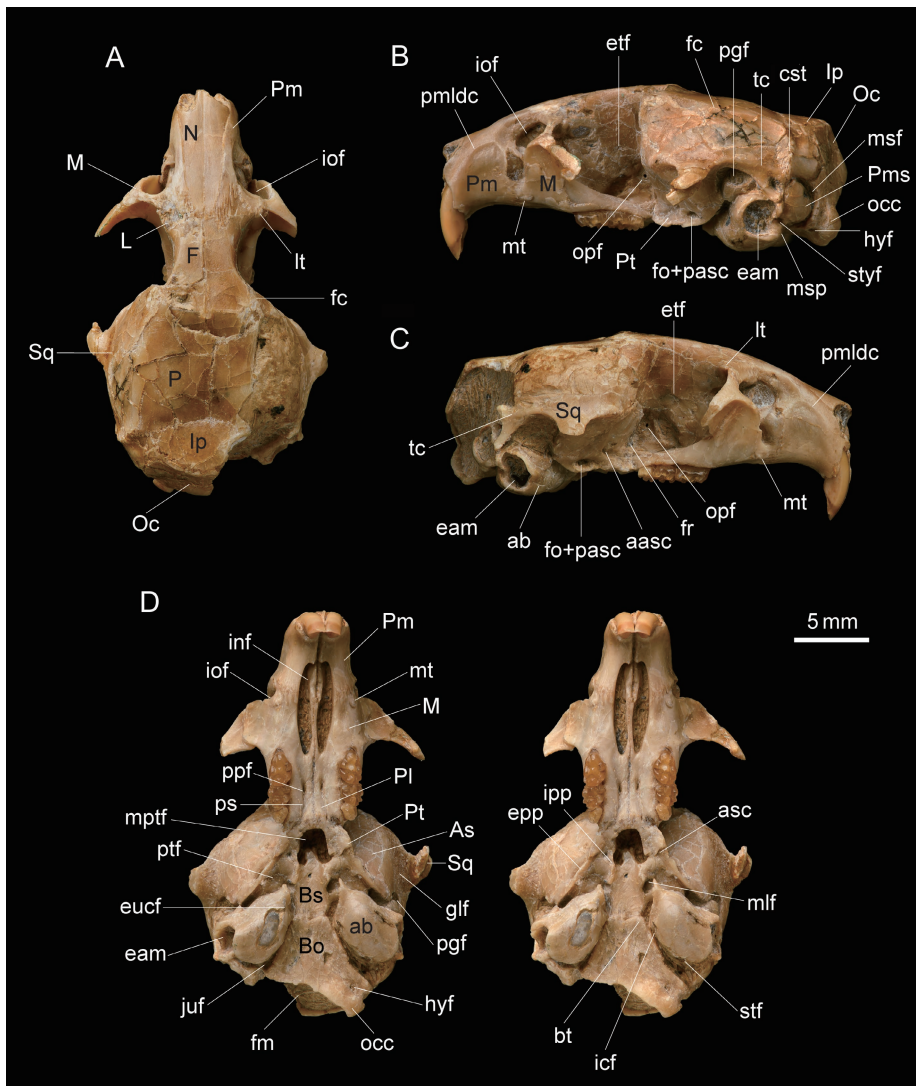 A
Pm
N
M
iof
L
F
lt
fc
Sq
P
Ip
Oc
B
etf
fc
pgf
iof
tc
cst
Ip
pmldc
Oc
msf
Pm
M
Pms
occ
mt
opf
Pt
hyf
fo+pasc
eam
styf
msp
C
etf
lt
pmldc
Sq
tc
opf
mt
eam
fr
ab
aasc
fo+pasc
D
Pm
5 mm
inf
iof
mt
M
ppf
Pl
ps
Pt
mptf
As
ptf
Sq
Bs
eucf
glf
ab
eam
Bo
pgf
juf
hyf
fm
occ
ipp
asc
epp
mlf
stf
bt
icf